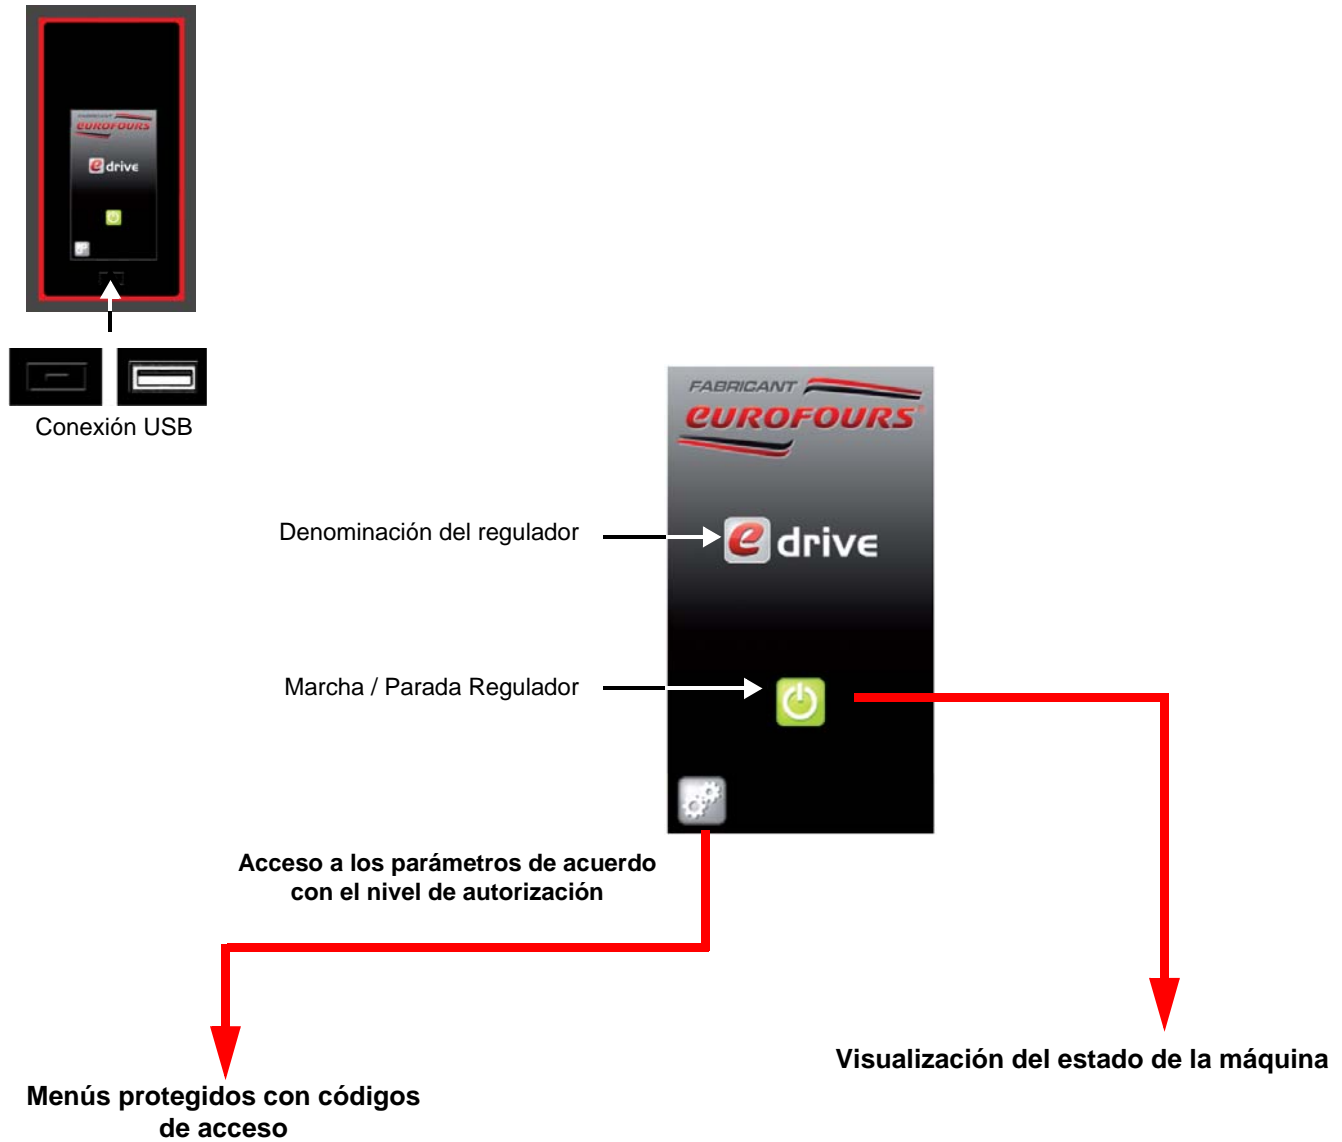 FABRICANT
eurofours
e drive
Conexión USB
FABRICANT
eurofours®
Denominación del regulador
e drive
Marcha / Parada Regulador
Acceso a los parámetros de acuerdo
con el nivel de autorización
Visualización del estado de la máquina
Menús protegidos con códigos
de acceso